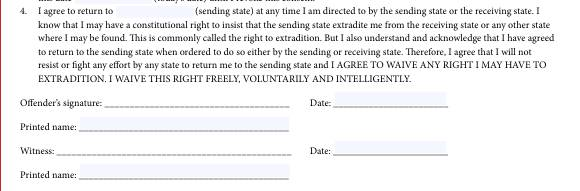 4. I agree to return to (sending state) at any time I am directed to by the sending state or the receiving state. I
know that I may have a constitutional right to insist that the sending state extradite me from the receiving state or any other state
where I may be found. This is commonly called the right to extradition. But I also understand and acknowledge that I have agreed
to return to the sending state when ordered to do so either by the sending or receiving state. Therefore, I agree that I will not
resist or fight any effort by any state to return me to the sending state and I AGREE TO WAIVE ANY RIGHT I MAY HAVE TO
EXTRADITION. I WAIVE THIS RIGHT FREELY, VOLUNTARILY AND INTELLIGENTLY.
Offender's signature: Date:
Printed name:
Witness: Date:
Printed name: